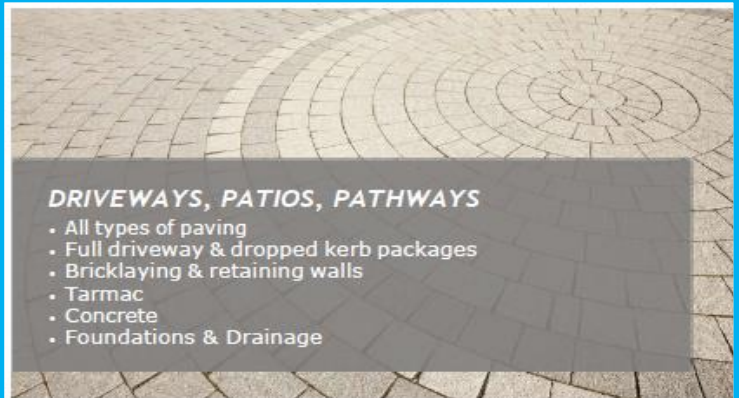 DRIVEWAYS, PATIOS, PATHWAYS
• All types of paving
• Full driveway & dropped kerb packages
• Bricklaying & retaining walls
• Tarmac
• Concrete
• Foundations & Drainage